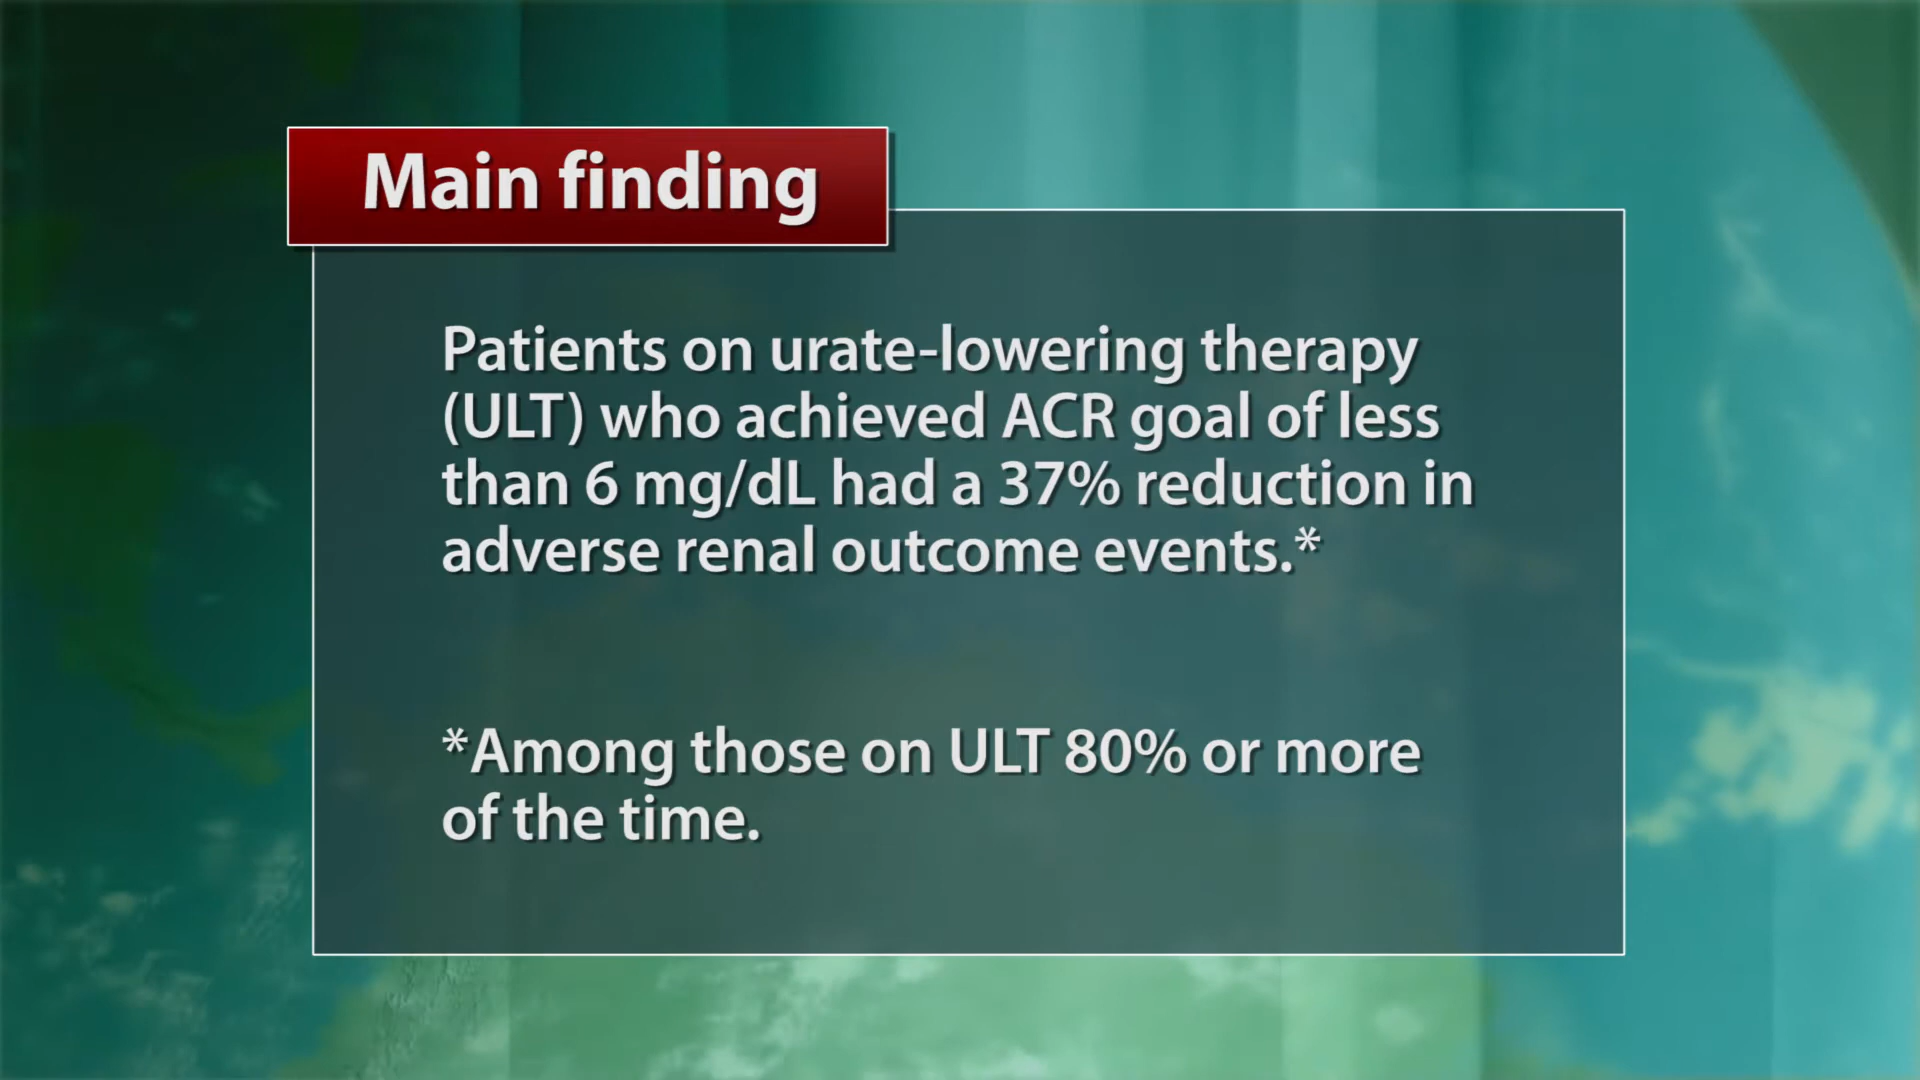 Main finding
Patients on urate-lowering therapy
(ULT) who achieved ACR goal of less
than 6 mg/dL had a 37% reduction in
adverse renal outcome events.*
*Among those on ULT 80% or more
of the time.